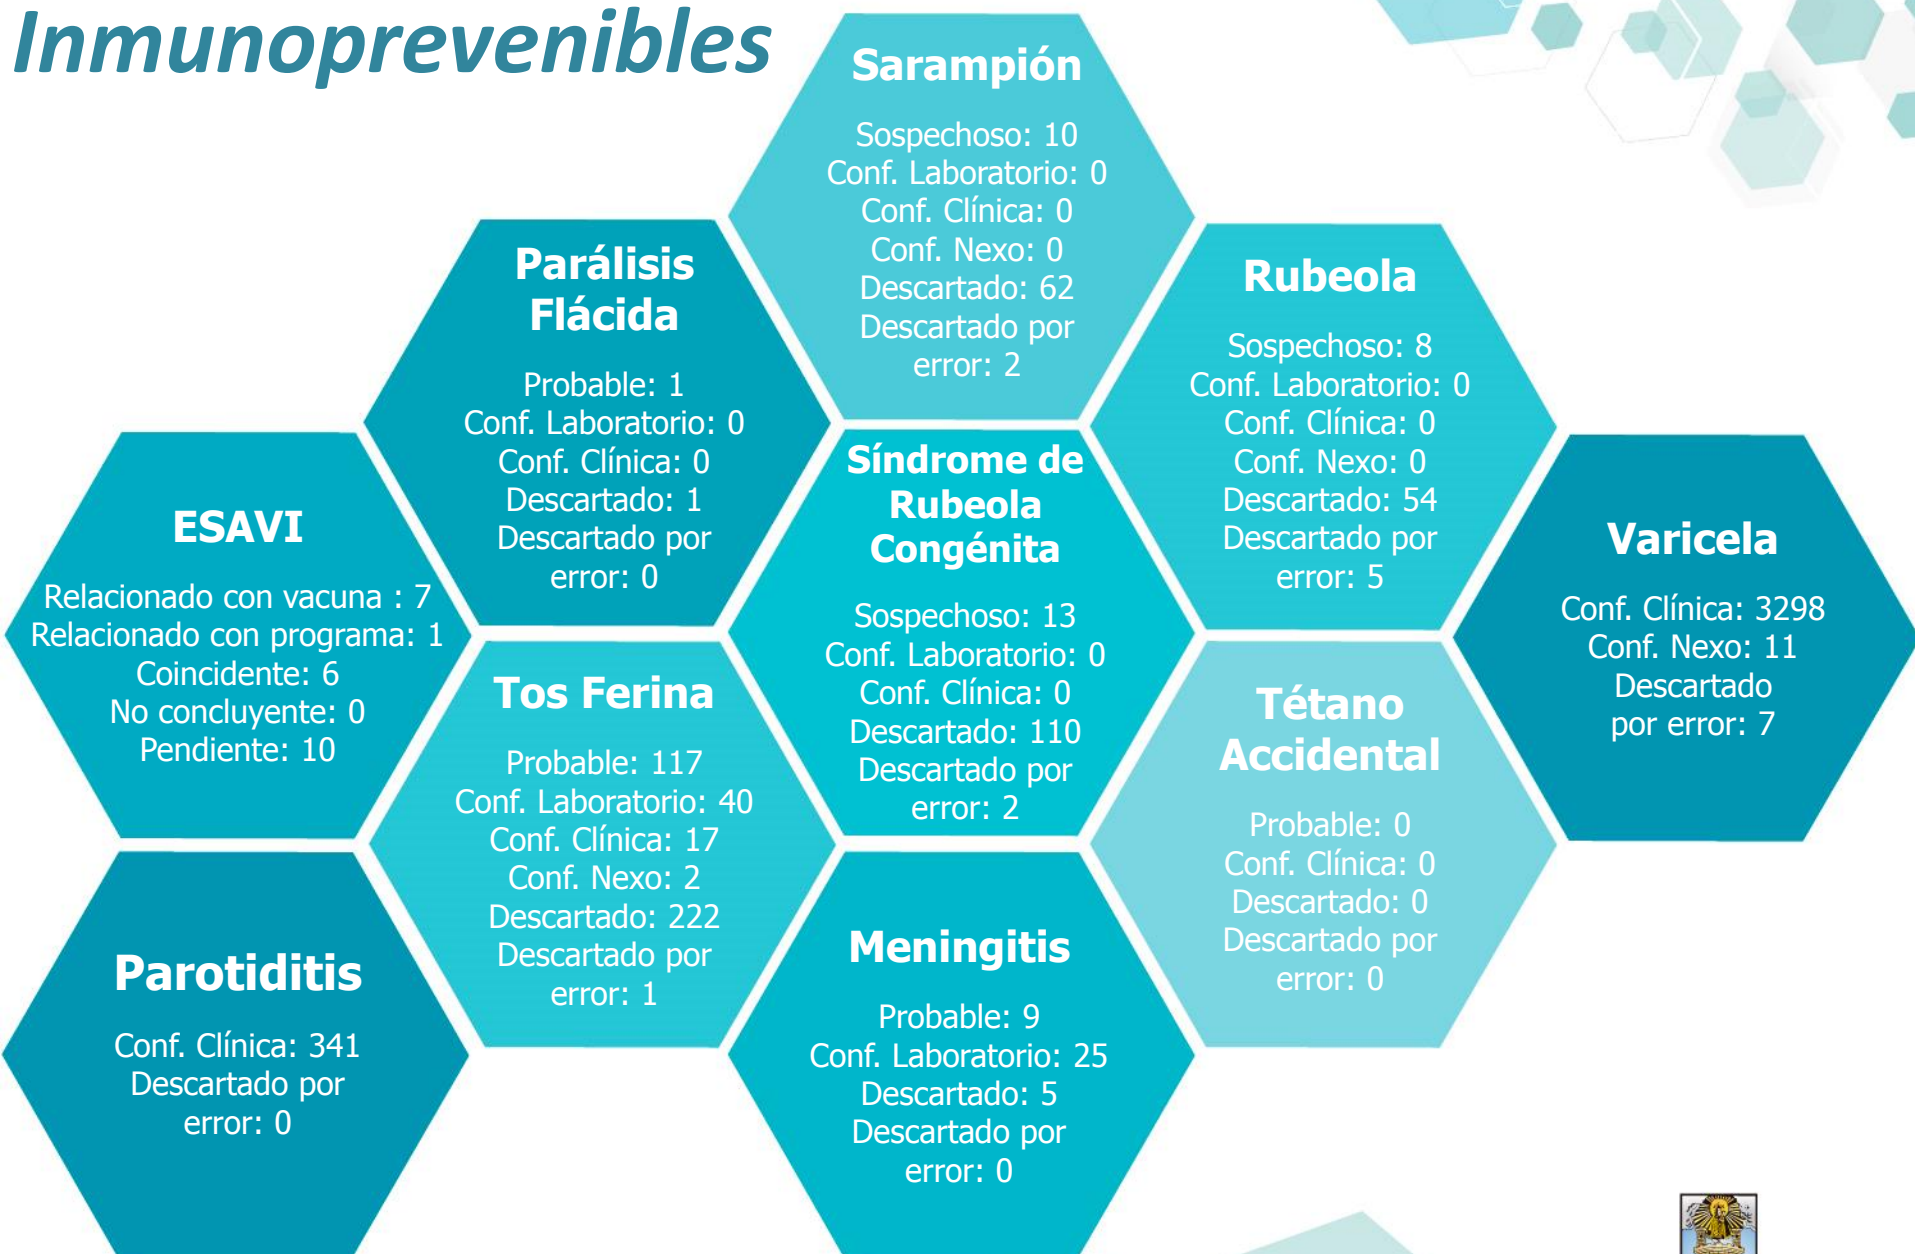 Inmunoprevenibles
Sarampión
Sospechoso: 10
Conf. Laboratorio: 0
Conf. Clínica: 0
Conf. Nexo: 0
Descartado: 62
Descartado por
error: 2
Parálisis
Flácida
Probable: 1
Conf. Laboratorio: 0
Conf. Clínica: 0
Descartado: 1
Descartado por
error: 0
Rubeola
Sospechoso: 8
Conf. Laboratorio: 0
Conf. Clínica: 0
Conf. Nexo: 0
Descartado: 54
Descartado por
error: 5
ESAVI
Relacionado con vacuna : 7
Relacionado con programa: 1
Coincidente: 6
No concluyente: 0
Pendiente: 10
Síndrome de
Rubeola
Congénita
Sospechoso: 13
Conf. Laboratorio: 0
Conf. Clínica: 0
Descartado: 110
Descartado por
error: 2
Varicela
Conf. Clínica: 3298
Conf. Nexo: 11
Descartado
por error: 7
Tos Ferina
Probable: 117
Conf. Laboratorio: 40
Conf. Clínica: 17
Conf. Nexo: 2
Descartado: 222
Descartado por
error: 1
Tétano
Accidental
Probable: 0
Conf. Clínica: 0
Descartado: 0
Descartado por
error: 0
Parotiditis
Conf. Clínica: 341
Descartado por
error: 0
Meningitis
Probable: 9
Conf. Laboratorio: 25
Descartado: 5
Descartado por
error: 0